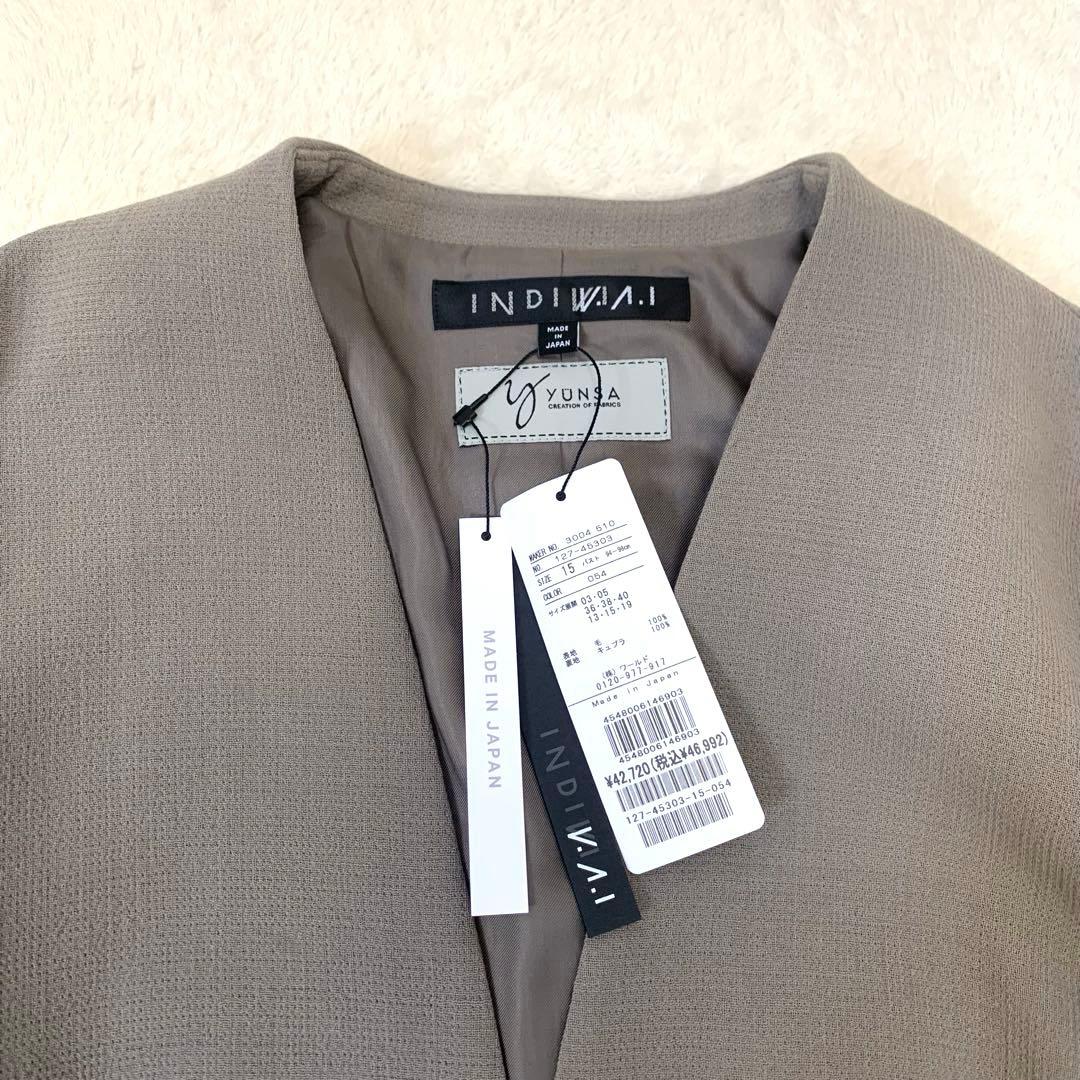 INDIVI V.A.I
MADE
IN
JAPAN
y YÜNSA
CREATION OF FABRICS
MAKER NO. 3004 510
NO 127-45303
SIZE 15 バスト 94-98cm
COLOR 054
サイズ展開 03・05
36・38・40
13・15・19
表地 毛 100%
裏地 キュプラ 100%
(株)ワールド
0120-977-917
Made in Japan
4548006146903
4548006146903
¥42,720(税込¥46,992)
127-45303-15-054
MADE IN JAPAN
INDIVI V.A.I